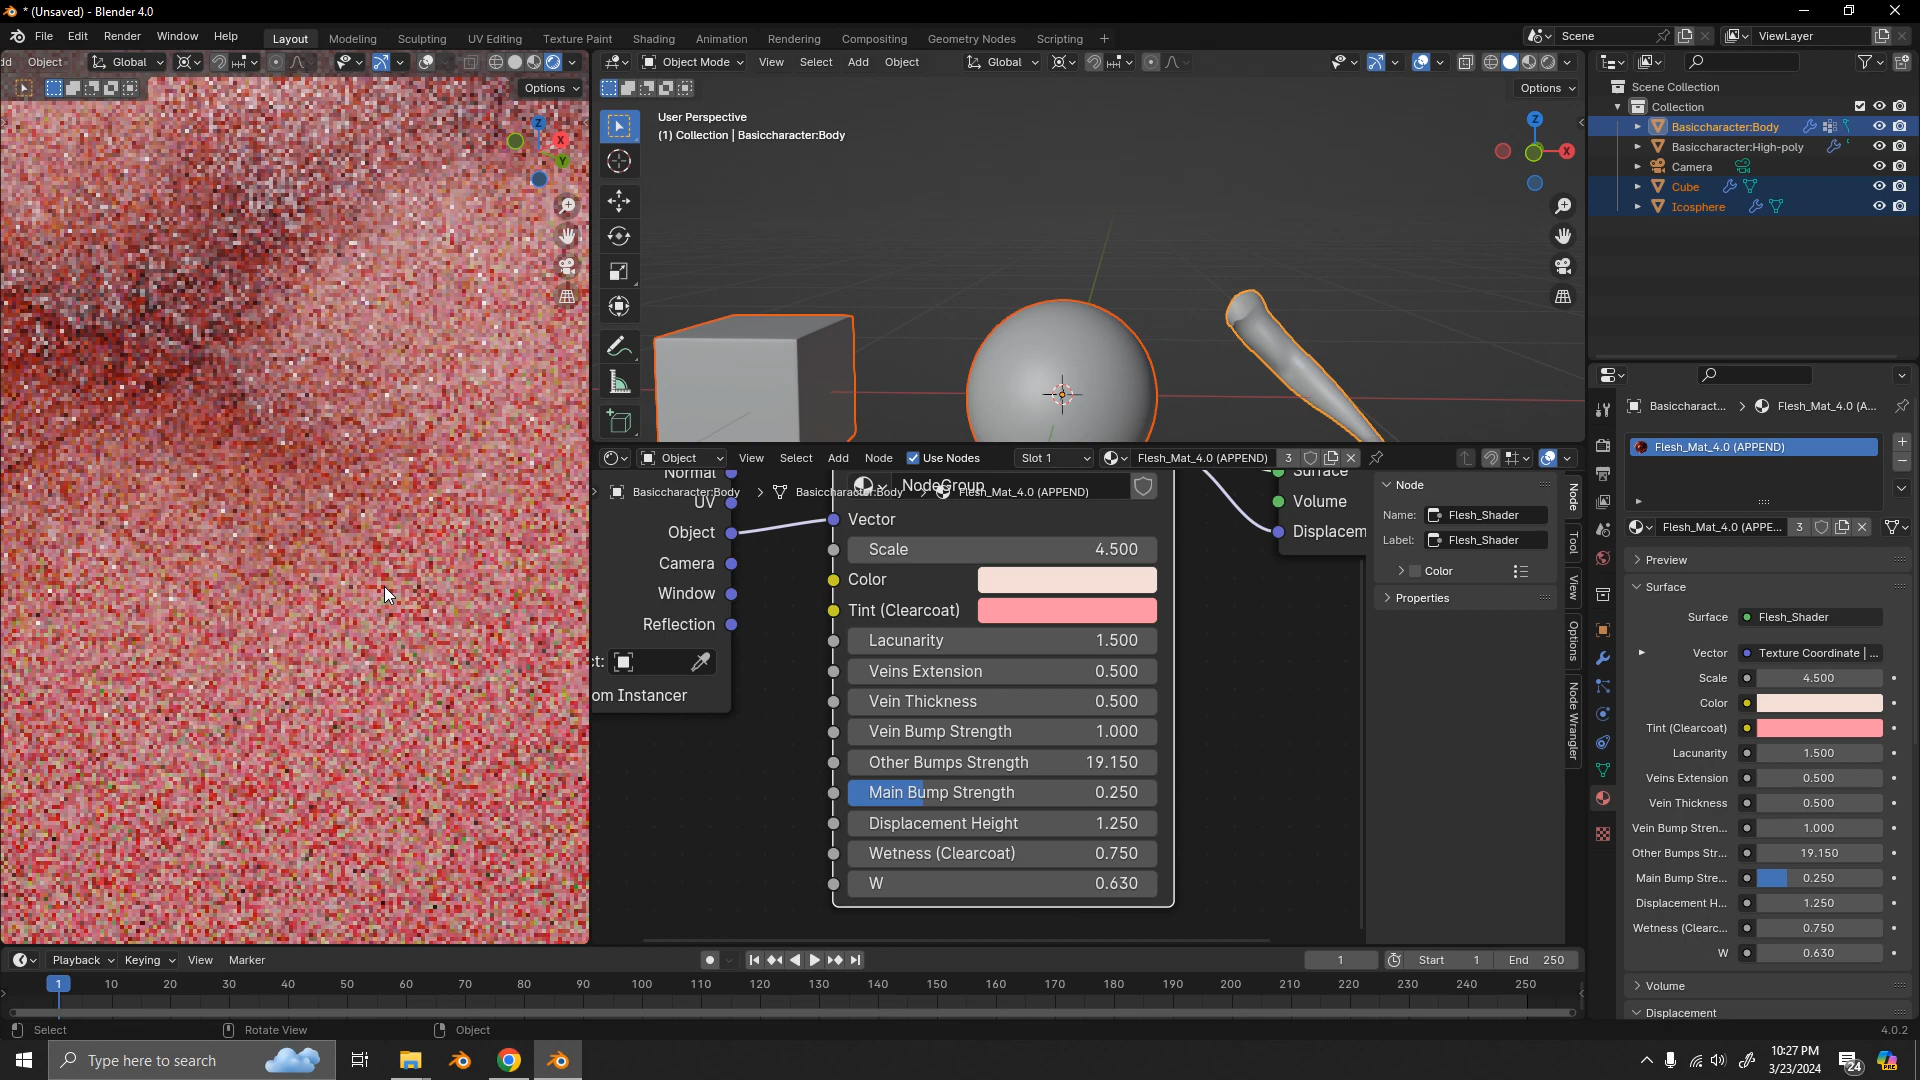 * (Unsaved) - Blender 4.0
File Edit Render Window Help
Layout Modeling Sculpting UV Editing Texture Paint Shading Animation Rendering Compositing Geometry Nodes Scripting +
Scene
ViewLayer
dd Object Global
Options
Z
X
Y
Object Mode View Select Add Object Global
Options
User Perspective
(1) Collection | Basiccharacter:Body
Z
X
Scene Collection
Collection
Basiccharacter:Body
Basiccharacter:High-poly
Camera
Cube
Icosphere
Object View Select Add Node Use Nodes Slot 1 Flesh_Mat_4.0 (APPEND) 3
Basiccharacter:Body > Basiccharacter:Body > Flesh_Mat_4.0 (APPEND)
Normal
UV
Object
Camera
Window
Reflection
ct:
om Instancer
NodeGroup
Vector
Scale 4.500
Color
Tint (Clearcoat)
Lacunarity 1.500
Veins Extension 0.500
Vein Thickness 0.500
Vein Bump Strength 1.000
Other Bumps Strength 19.150
Main Bump Strength 0.250
Displacement Height 1.250
Wetness (Clearcoat) 0.750
W 0.630
Surface
Volume
Displacem
Node
Name: Flesh_Shader
Label: Flesh_Shader
Color
Properties
Node
Tool
View
Options
Node Wrangler
Basiccharact... > Flesh_Mat_4.0 (A...
Flesh_Mat_4.0 (APPEND)
Flesh_Mat_4.0 (APPE... 3
Preview
Surface
Surface Flesh_Shader
Vector Texture Coordinate | ...
Scale 4.500
Color
Tint (Clearcoat)
Lacunarity 1.500
Veins Extension 0.500
Vein Thickness 0.500
Vein Bump Stren... 1.000
Other Bumps Str... 19.150
Main Bump Stre... 0.250
Displacement H... 1.250
Wetness (Clearc... 0.750
W 0.630
Volume
Displacement
Playback Keying View Marker
1 Start 1 End 250
1 10 20 30 40 50 60 70 80 90 100 110 120 130 140 150 160 170 180 190 200 210 220 230 240 250
Select Rotate View Object
4.0.2
Type here to search
10:27 PM
3/23/2024
24
PRE